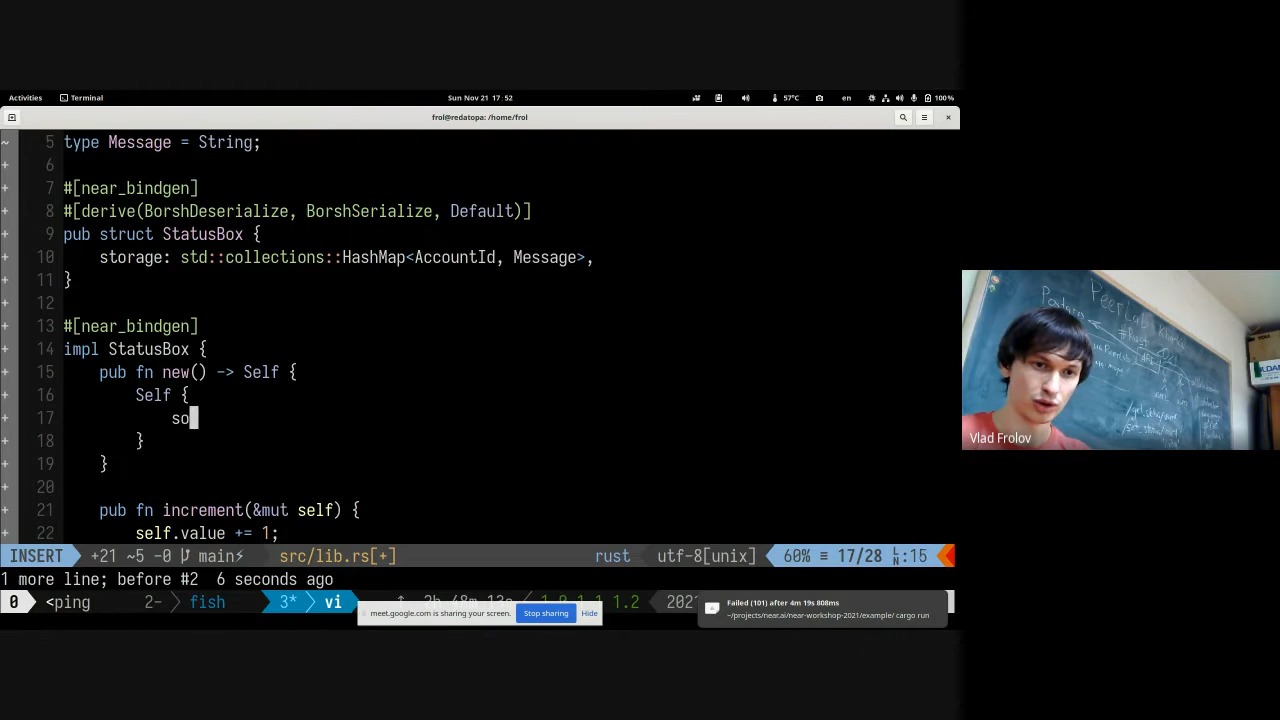 Activities Terminal Sun Nov 21 17:52 57°C en 100%
frol@redatopa: /home/frol
~ 5 type Message = String;
+ 6
+ 7 #[near_bindgen]
+ 8 #[derive(BorshDeserialize, BorshSerialize, Default)]
+ 9 pub struct StatusBox {
+ 10 storage: std::collections::HashMap<AccountId, Message>,
+ 11 }
+ 12
+ 13 #[near_bindgen]
+ 14 impl StatusBox {
+ 15 pub fn new() -> Self {
+ 16 Self {
+ 17 so
+ 18 }
+ 19 }
+ 20
+ 21 pub fn increment(&mut self) {
+ 22 self.value += 1;
INSERT +21 ~5 -0 main⚡ src/lib.rs[+] rust utf-8[unix] 60% ≡ 17/28 LN:15
1 more line; before #2 6 seconds ago
0 <ping 2- fish 3* vi
meet.google.com is sharing your screen. Stop sharing Hide
Failed (101) after 4m 19s 808ms
~/projects/near.ai/near-workshop-2021/example/ cargo run
PeerLab
Postgres
Vlad Frolov